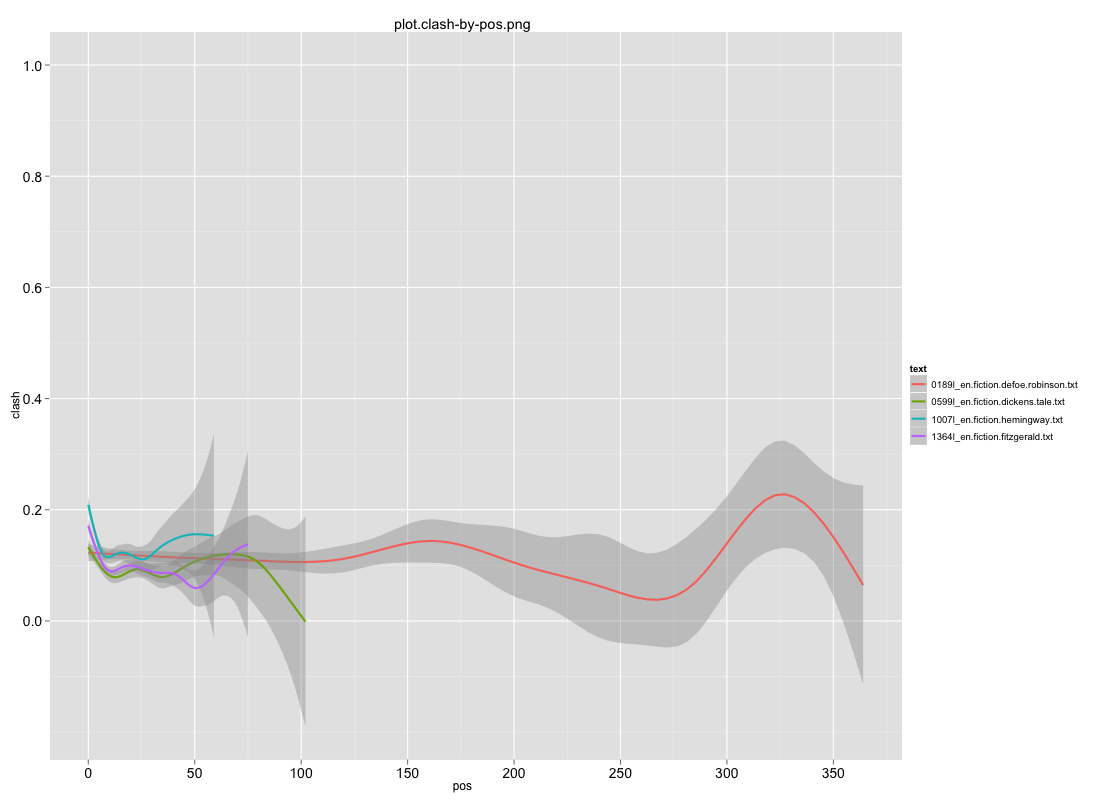 plot.clash-by-pos.png
1.0
0.8
0.6
0.4
0.2
0.0
clash
0 50 100 150 200 250 300 350
pos
text
0189l_en.fiction.defoe.robinson.txt
0599l_en.fiction.dickens.tale.txt
1007l_en.fiction.hemingway.txt
1364l_en.fiction.fitzgerald.txt